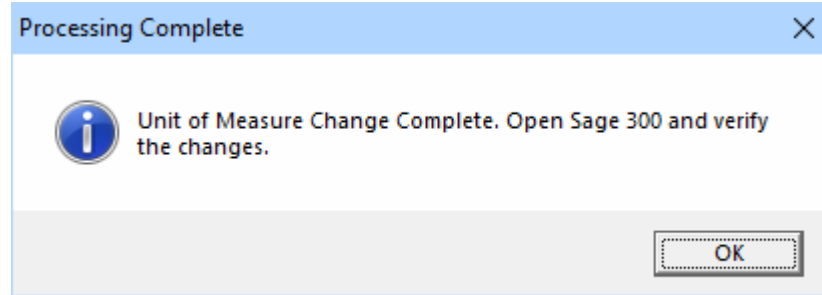 Processing Complete
Unit of Measure Change Complete. Open Sage 300 and verify
the changes.
OK